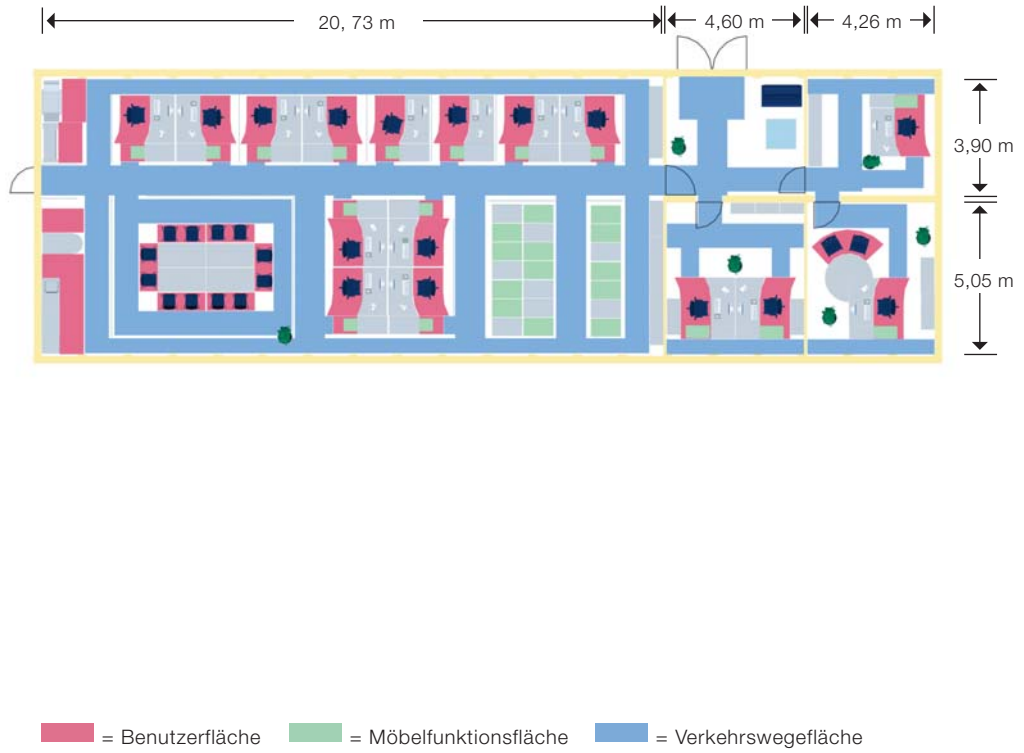 20, 73 m
4,60 m
4,26 m
3,90 m
5,05 m
= Benutzerfläche
= Möbelfunktionsfläche
= Verkehrswegefläche